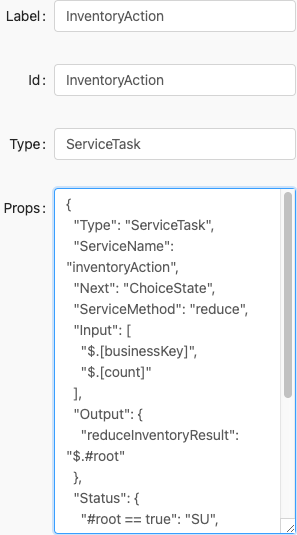 Label: InventoryAction
Id: InventoryAction
Type: ServiceTask
Props: {
"Type": "ServiceTask",
"ServiceName":
"inventoryAction",
"Next": "ChoiceState",
"ServiceMethod": "reduce",
"Input": [
"$.[businessKey]",
"$.[count]"
],
"Output": {
"reduceInventoryResult":
"$.#root"
},
"Status": {
"#root == true": "SU",